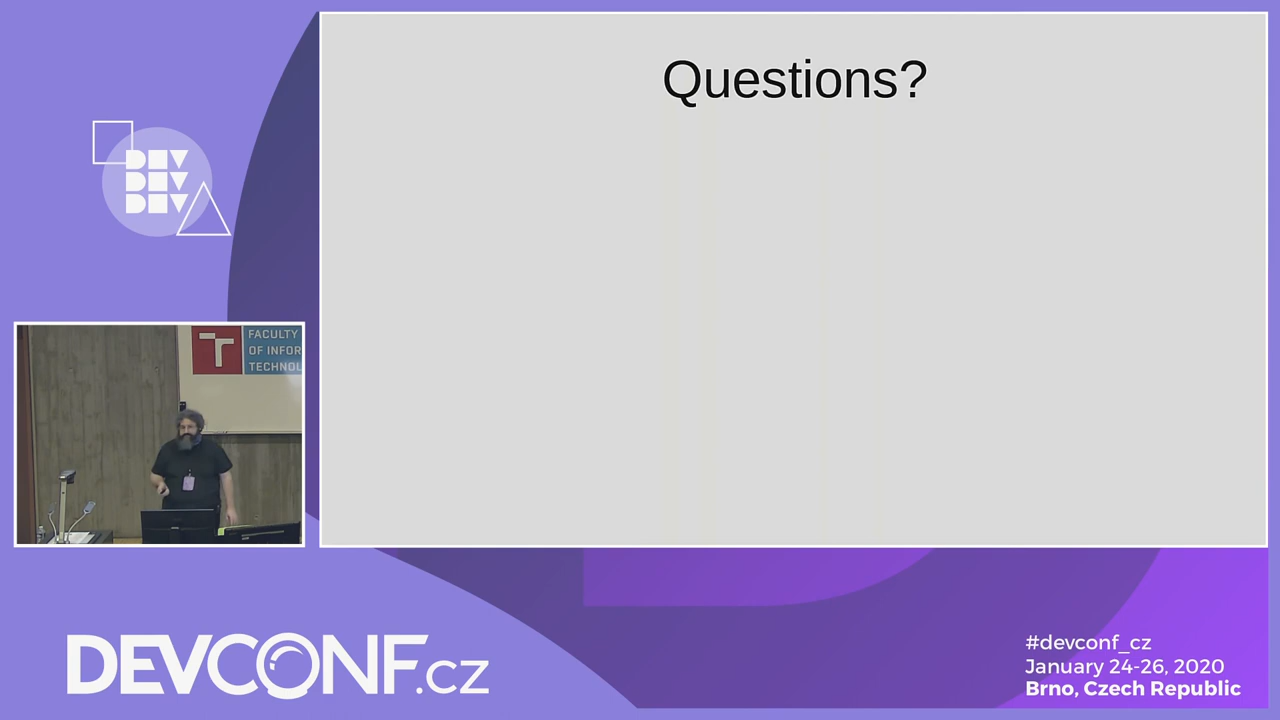 Questions?
DEV
DEV
DEV
FACULTY
OF INFOR
TECHNOL
DEVCONF.cz
#devconf_cz
January 24-26, 2020
Brno, Czech Republic